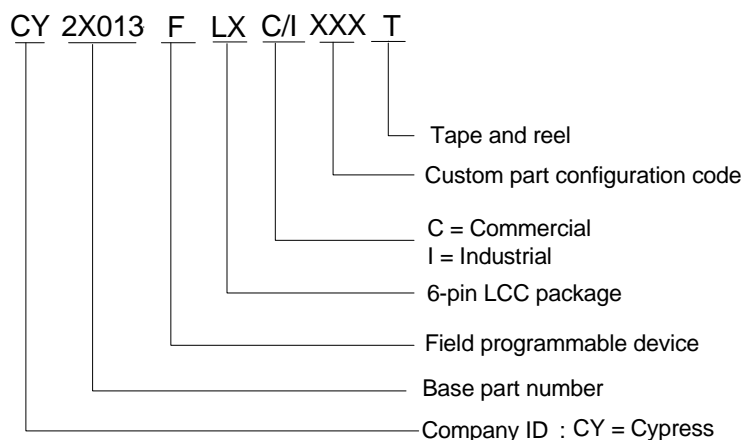 CY 2X013 F LX C/I XXX T
Tape and reel
Custom part configuration code
C = Commercial
I = Industrial
6-pin LCC package
Field programmable device
Base part number
Company ID : CY = Cypress